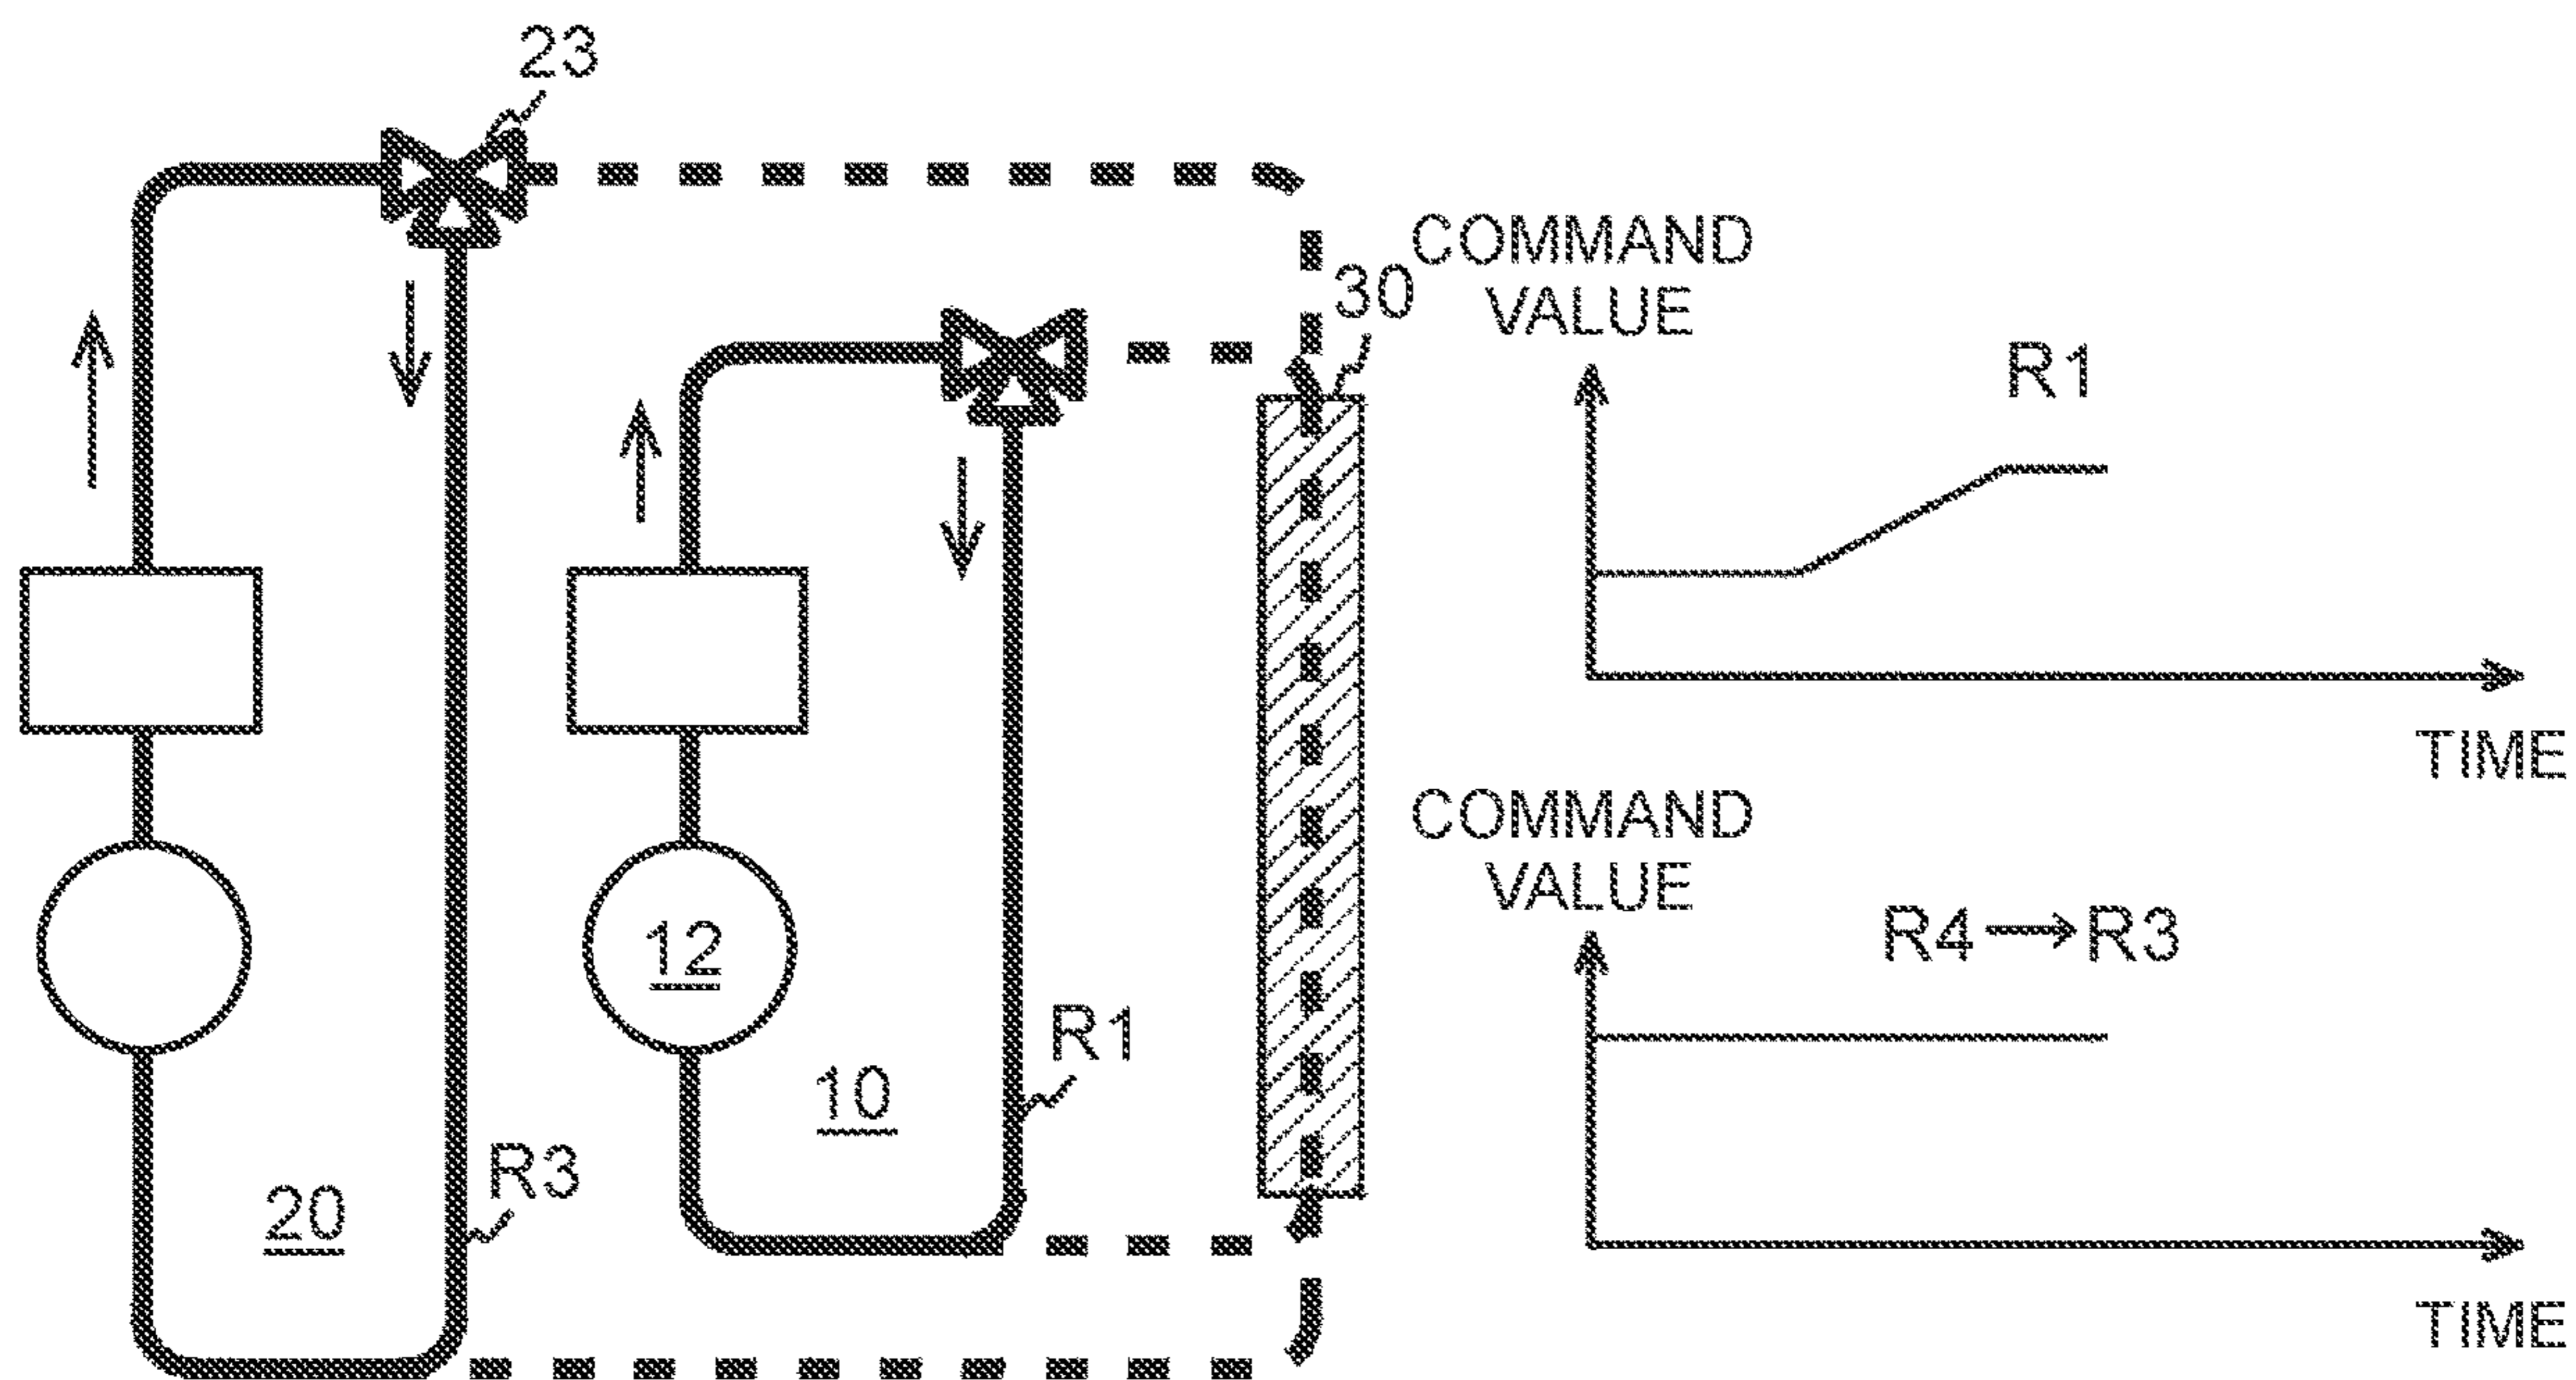 23
COMMAND
VALUE
30
R1
TIME
COMMAND
VALUE
12
R4→R3
R1
10
R3
20
TIME